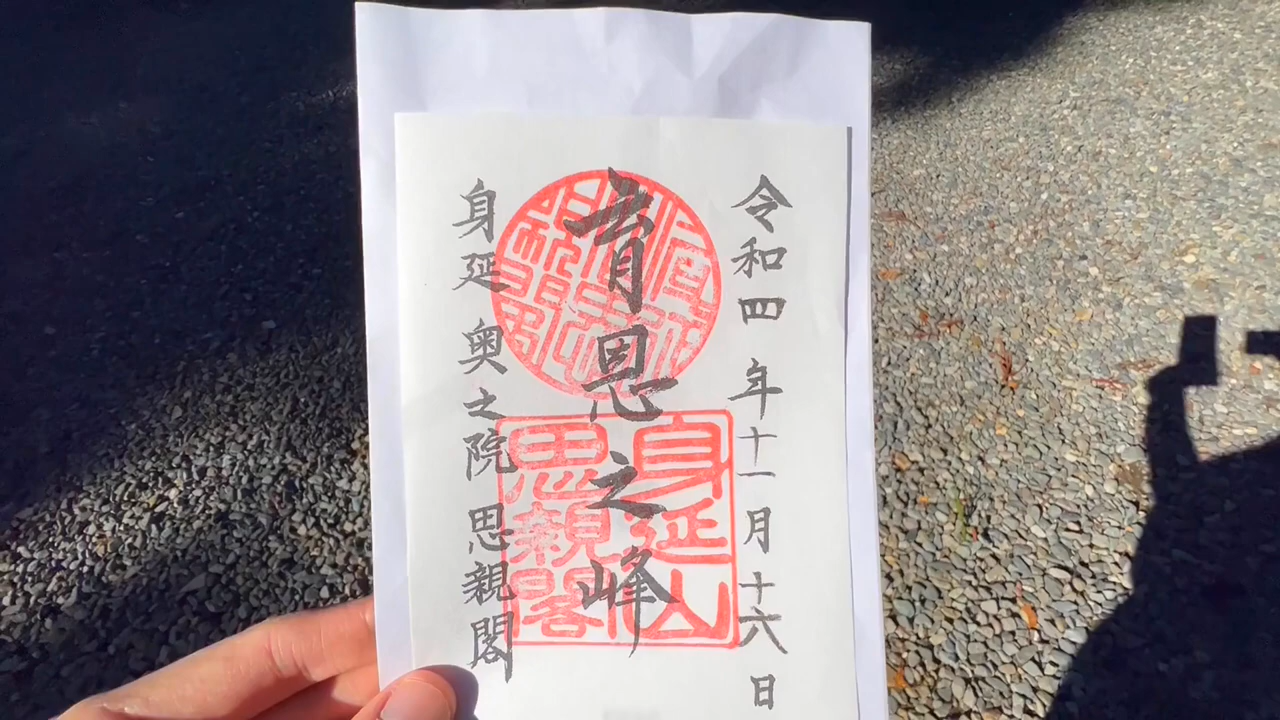 令和四年十一月十六日
育恩之峰
身延山
思親閣
身延 奥之院 思親閣